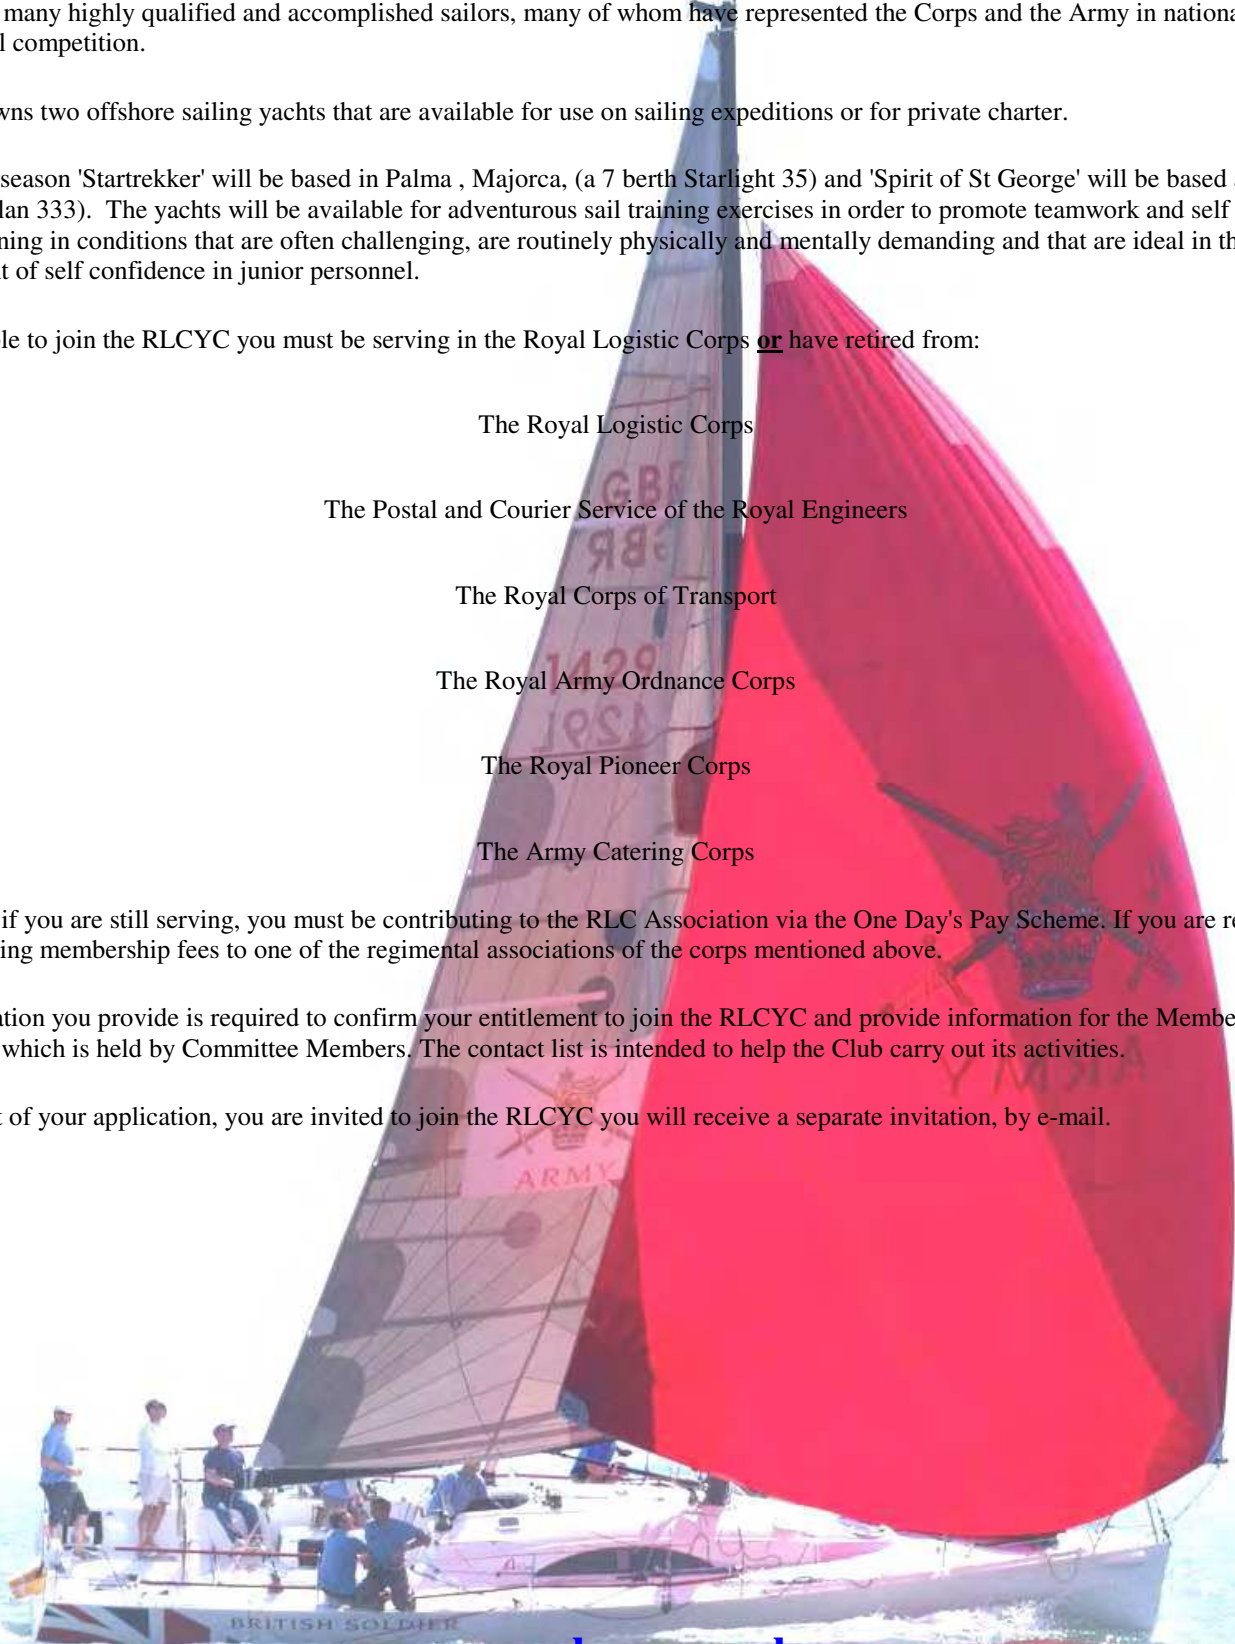 many highly qualified and accomplished sailors, many of whom have represented the Corps and the Army in
l competition.
two offshore sailing yachts that are available for use on sailing expeditions or for private charter.
season 'Startrekker' will be based in Palma , Majorca, (a 7 berth Starlight 35) and 'Spirit of St George' will be based
333). The yachts will be available for adventurous sail training exercises in order to promote teamwork and self
in conditions that are often challenging, are routinely physically and mentally demanding and that are ideal in
of self confidence in junior personnel.
to join the RLCYC you must be serving in the Royal Logistic Corps or have retired from:
The Royal Logistic Corps
GBR
The Postal and Courier Service of the Royal Engineers
GBR
The Royal Corps of Transport
1429
The Royal Army Ordnance Corps
The Royal Pioneer Corps
The Army Catering Corps
if you are still serving, you must be contributing to the RLC Association via the One Day's Pay Scheme. If you are
membership fees to one of the regimental associations of the corps mentioned above.
you provide is required to confirm your entitlement to join the RLCYC and provide information for the
which is held by Committee Members. The contact list is intended to help the Club carry out its activities.
ARMY
of your application, you are invited to join the RLCYC you will receive a separate invitation, by e-mail.
ARMY
BRITISH SOLDIER